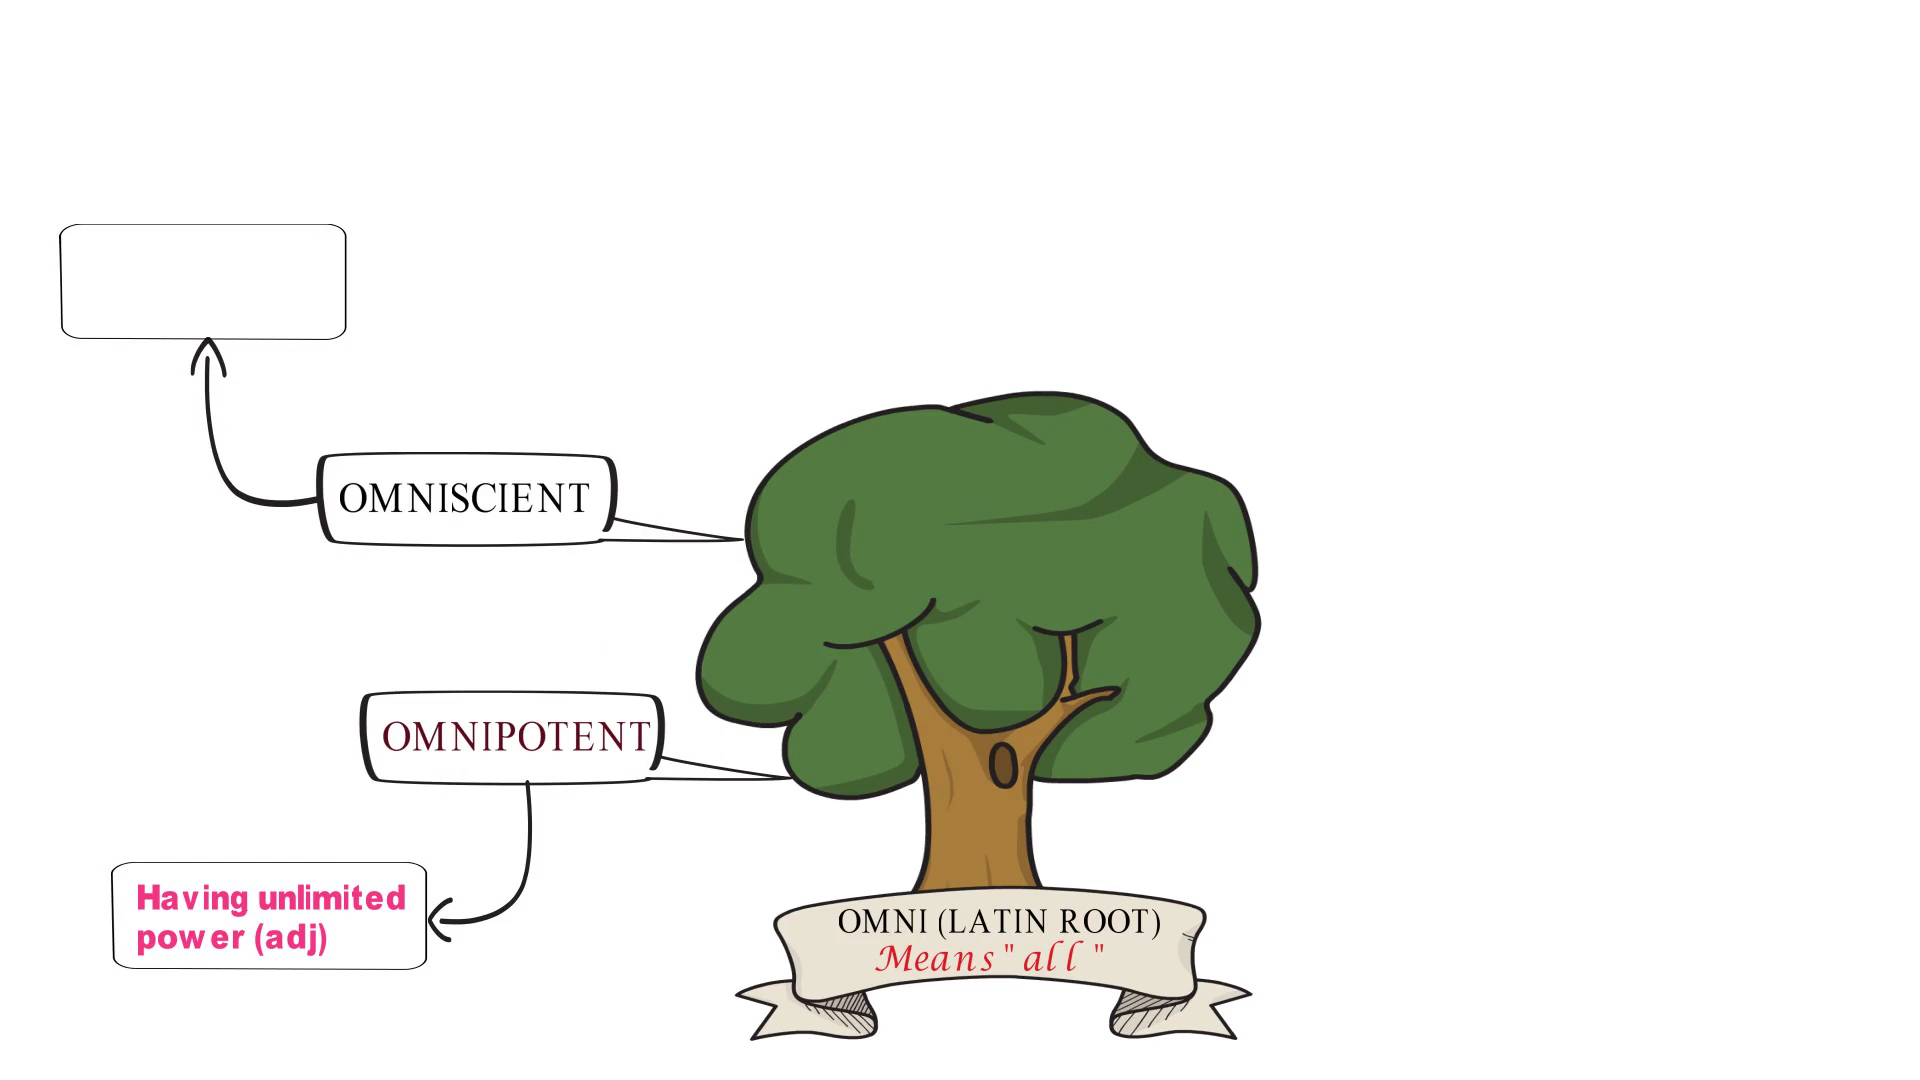 OMNISCIENT
OMNIPOTENT
Having unlimited
power (adj)
OMNI (LATIN ROOT)
Means "all"